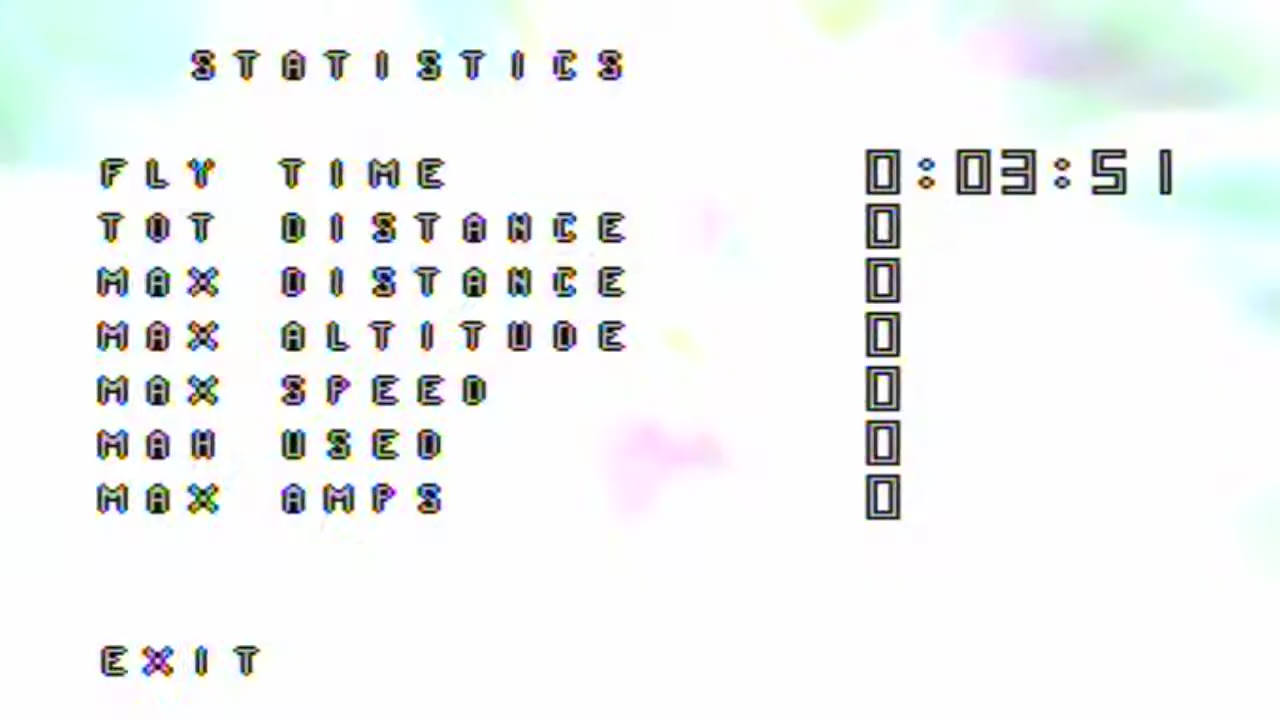 STATISTICS
FLY TIME 0:03:51
TOT DISTANCE 0
MAX DISTANCE 0
MAX ALTITUDE 0
MAX SPEED 0
MAH USED 0
MAX AMPS 0
EXIT